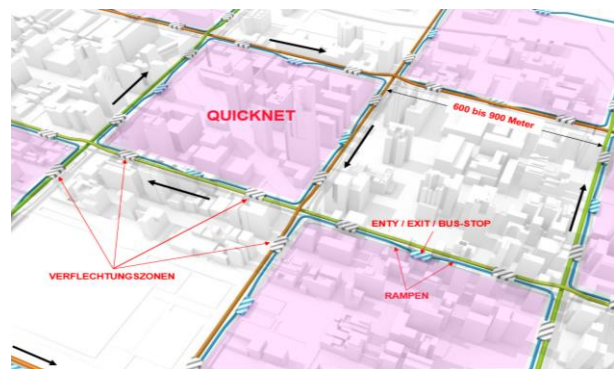 QUICKNET
600 bis 900 Meter
ENTY / EXIT / BUS-STOP
VERFLECHTUNGSZONEN
RAMPEN